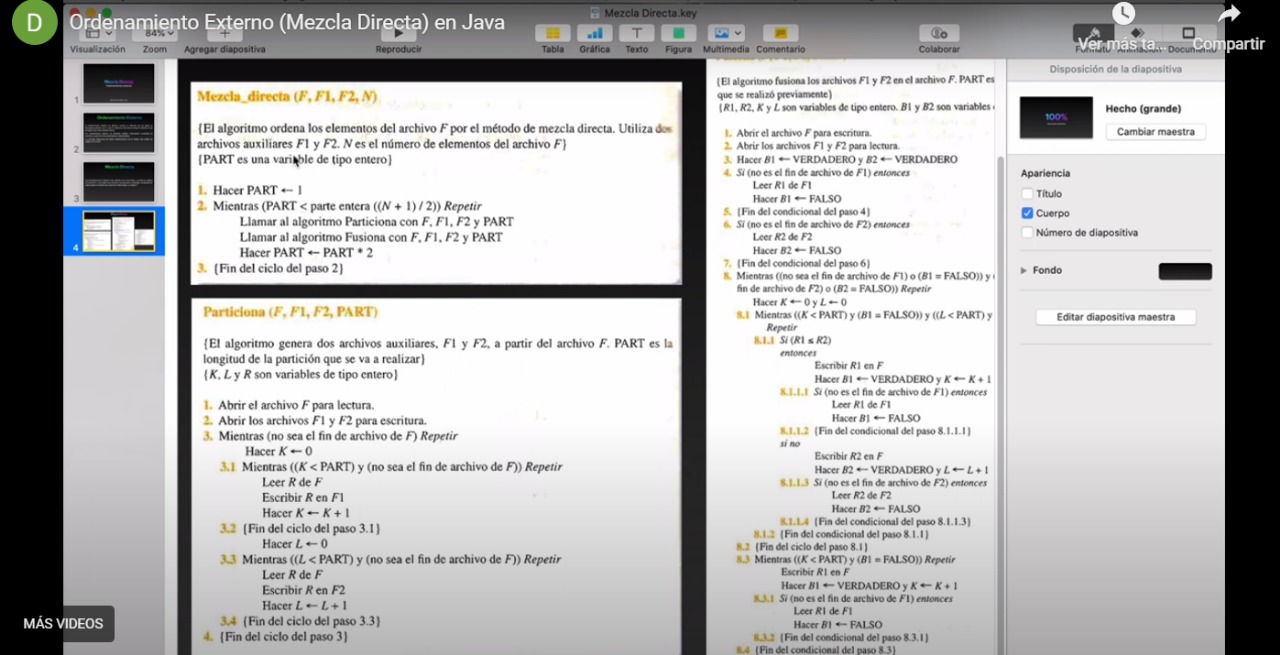 D
Ordenamiento Externo (Mezcla Directa) en Java
Mezcla Directa.key
84%
Visualización
Zoom
Agregar diapositiva
Reproducir
Tabla
Gráfica
Texto
Figura
Multimedia
Comentario
Colaborar
Formato
Animación
Documento
Ver más ta...
Compartir
1
2
3
4
Mezcla_directa (F, F1, F2, N)
{El algoritmo ordena los elementos del archivo F por el método de mezcla directa. Utiliza dos
archivos auxiliares F1 y F2. N es el número de elementos del archivo F}
{PART es una variable de tipo entero}
1. Hacer PART ← 1
2. Mientras (PART < parte entera ((N + 1) / 2)) Repetir
Llamar al algoritmo Particiona con F, F1, F2 y PART
Llamar al algoritmo Fusiona con F, F1, F2 y PART
Hacer PART ← PART * 2
3. {Fin del ciclo del paso 2}
Particiona (F, F1, F2, PART)
{El algoritmo genera dos archivos auxiliares, F1 y F2, a partir del archivo F. PART es la
longitud de la partición que se va a realizar}
{K, L y R son variables de tipo entero}
1. Abrir el archivo F para lectura.
2. Abrir los archivos F1 y F2 para escritura.
3. Mientras (no sea el fin de archivo de F) Repetir
Hacer K ← 0
3.1 Mientras ((K < PART) y (no sea el fin de archivo de F)) Repetir
Leer R de F
Escribir R en F1
Hacer K ← K + 1
3.2 {Fin del ciclo del paso 3.1}
Hacer L ← 0
3.3 Mientras ((L < PART) y (no sea el fin de archivo de F)) Repetir
Leer R de F
Escribir R en F2
Hacer L ← L + 1
3.4 {Fin del ciclo del paso 3.3}
4. {Fin del ciclo del paso 3}
{El algoritmo fusiona los archivos F1 y F2 en el archivo F. PART es
que se realizó previamente}
{R1, R2, K y L son variables de tipo entero. B1 y B2 son variables
1. Abrir el archivo F para escritura.
2. Abrir los archivos F1 y F2 para lectura.
3. Hacer B1 ← VERDADERO y B2 ← VERDADERO
4. Si (no es el fin de archivo de F1) entonces
Leer R1 de F1
Hacer B1 ← FALSO
5. {Fin del condicional del paso 4}
6. Si (no es el fin de archivo de F2) entonces
Leer R2 de F2
Hacer B2 ← FALSO
7. {Fin del condicional del paso 6}
8. Mientras ((no sea el fin de archivo de F1) o (B1 = FALSO)) y
fin de archivo de F2) o (B2 = FALSO)) Repetir
Hacer K ← 0 y L ← 0
8.1 Mientras ((K < PART) y (B1 = FALSO)) y ((L < PART) y
Repetir
8.1.1 Si (R1 ≤ R2)
entonces
Escribir R1 en F
Hacer B1 ← VERDADERO y K ← K + 1
8.1.1.1 Si (no es el fin de archivo de F1) entonces
Leer R1 de F1
Hacer B1 ← FALSO
8.1.1.2 {Fin del condicional del paso 8.1.1.1}
si no
Escribir R2 en F
Hacer B2 ← VERDADERO y L ← L + 1
8.1.1.3 Si (no es el fin de archivo de F2) entonces
Leer R2 de F2
Hacer B2 ← FALSO
8.1.1.4 {Fin del condicional del paso 8.1.1.3}
8.1.2 {Fin del condicional del paso 8.1.1}
8.2 {Fin del ciclo del paso 8.1}
8.3 Mientras ((K < PART) y (B1 = FALSO)) Repetir
Escribir R1 en F
Hacer B1 ← VERDADERO y K ← K + 1
8.3.1 Si (no es el fin de archivo de F1) entonces
Leer R1 de F1
Hacer B1 ← FALSO
8.3.2 {Fin del condicional del paso 8.3.1}
8.4 {Fin del condicional del paso 8.3}
Disposición de la diapositiva
100%
Hecho (grande)
Cambiar maestra
Apariencia
Título
Cuerpo
Número de diapositiva
Fondo
Editar diapositiva maestra
MÁS VIDEOS